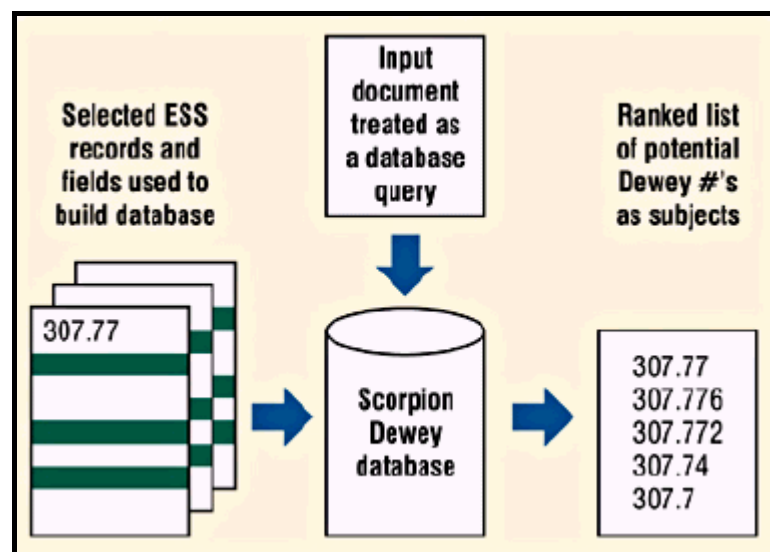 Selected ESS
records and
fields used to
build database
307.77
Input
document
treated as
a database
query
Scorpion
Dewey
database
Ranked list
of potential
Dewey #'s
as subjects
307.77
307.776
307.772
307.74
307.7